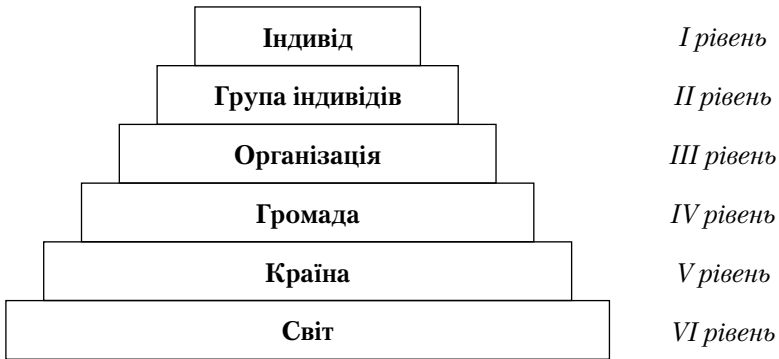 Індивід I рівень
Група індивідів II рівень
Організація III рівень
Громада IV рівень
Країна V рівень
Світ VI рівень